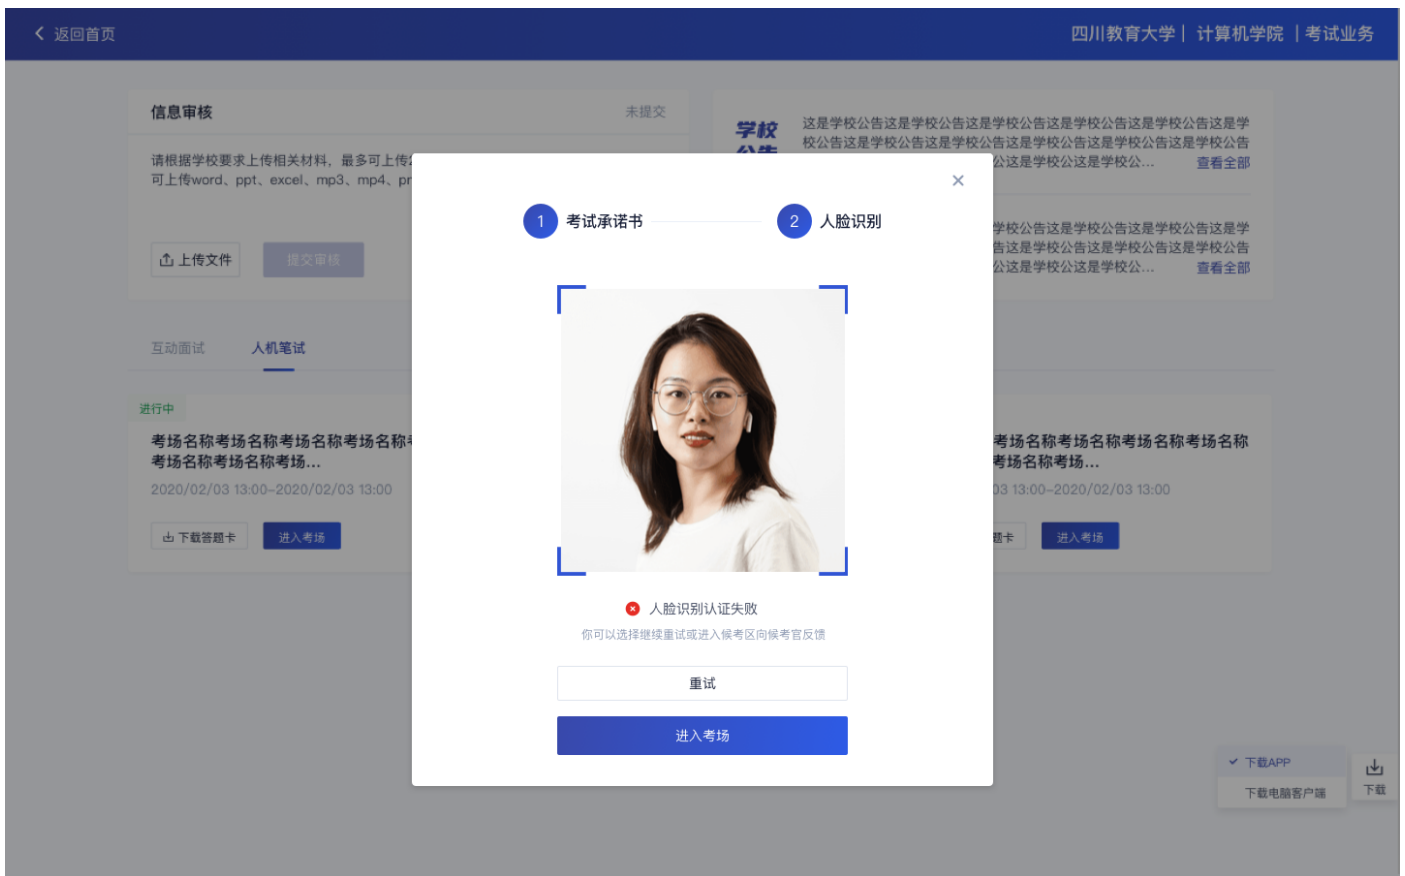 返回首页
四川教育大学| 计算机学院 |考试业务
信息审核
未提交
请根据学校要求上传相关材料，最多可上传
可上传word、ppt、excel、mp3、mp4、
上传文件
提交审核
学校
公告
这是学校公告这是学校公告这是学校公告这是学校公告这是学
校公告这是学校公告这是学校公告这是学校公告这是学校公告
公这是学校公这是学校公...
查看全部
学校公告这是学校公告这是学
告这是学校公告这是学校公告
公这是学校公这是学校公...
查看全部
互动面试
人机笔试
进行中
考场名称考场名称考场名称考场名称
考场名称考场名称考场...
2020/02/03 13:00-2020/02/03 13:00
下载答题卡
进入考场
考场名称考场名称考场名称考场名称
考场名称考场...
03 13:00-2020/02/03 13:00
题卡
进入考场
×
1 考试承诺书
2 人脸识别
人脸识别认证失败
你可以选择继续重试或进入候考区向候考官反馈
重试
进入考场
下载APP
下载电脑客户端
下载